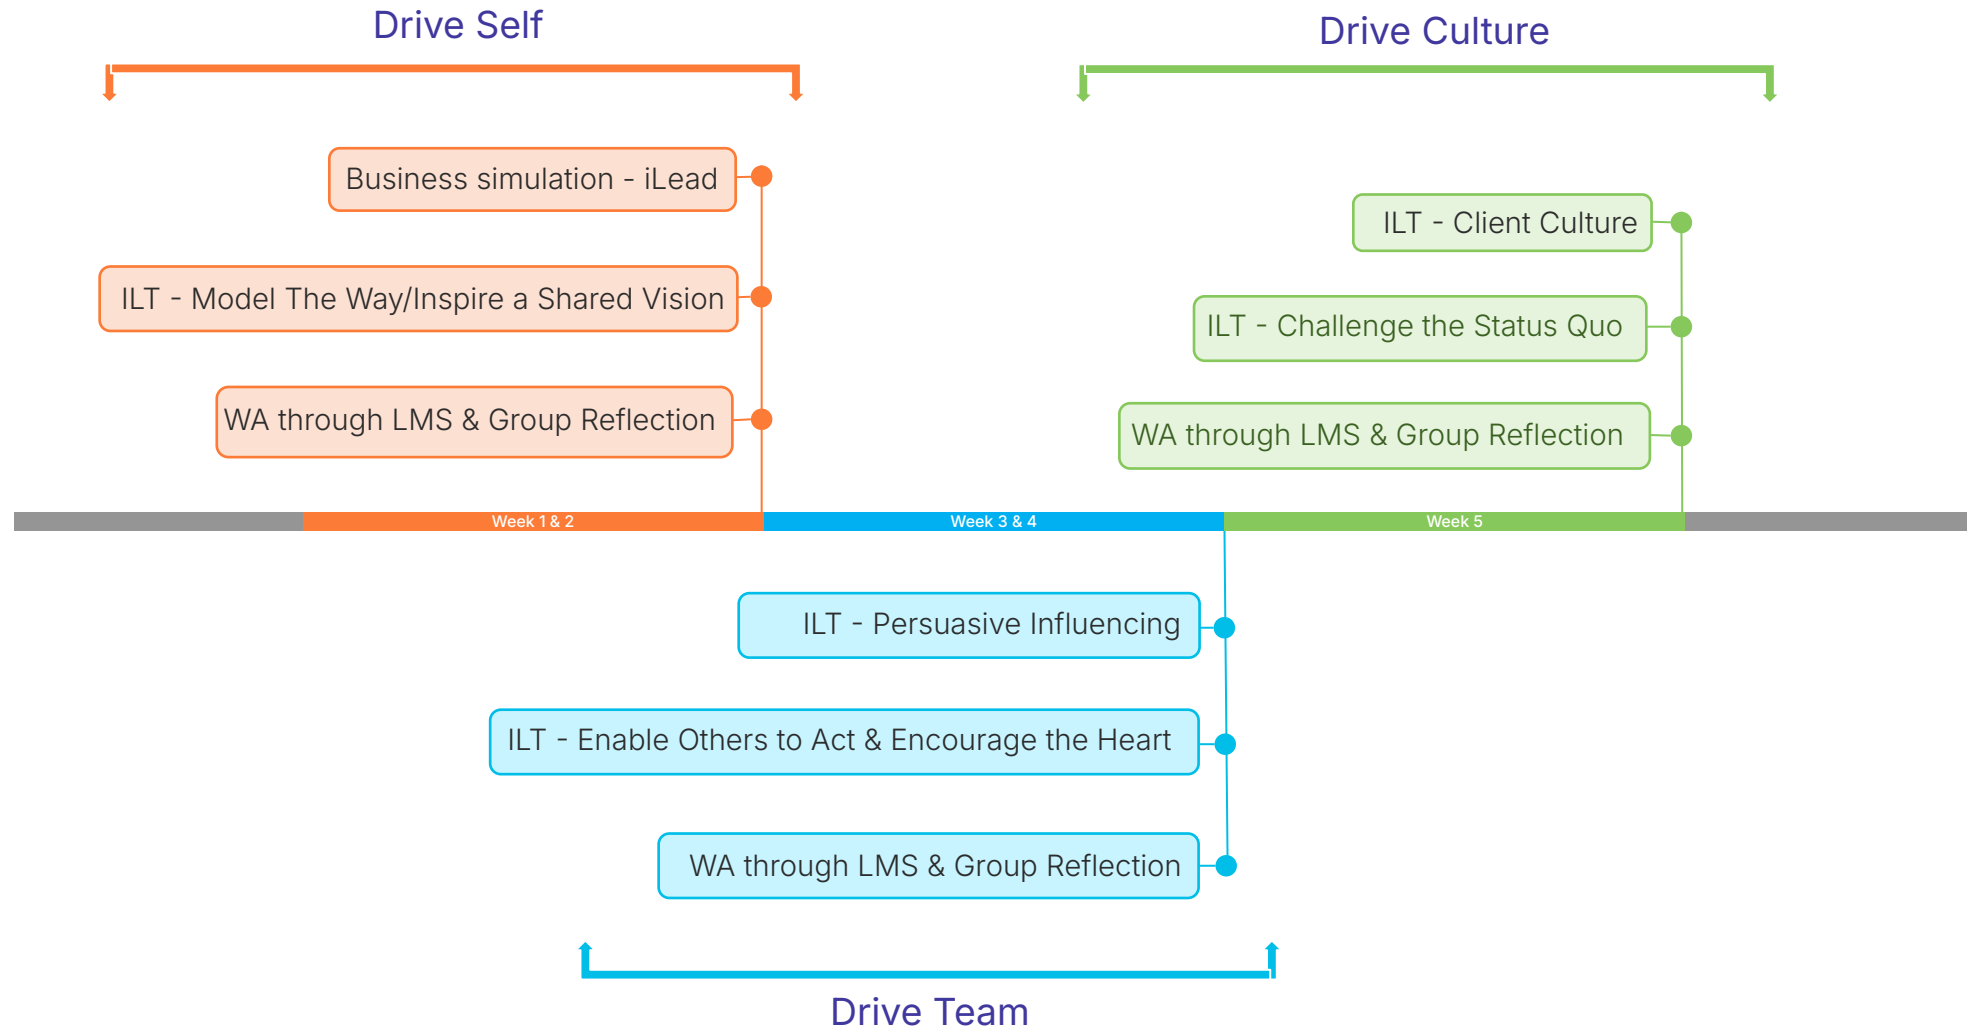 Drive Self
Drive Culture
Business simulation - iLead
ILT - Model The Way/Inspire a Shared Vision
WA through LMS & Group Reflection
ILT - Client Culture
ILT - Challenge the Status Quo
WA through LMS & Group Reflection
Week 1 & 2
Week 3 & 4
Week 5
ILT - Persuasive Influencing
ILT - Enable Others to Act & Encourage the Heart
WA through LMS & Group Reflection
Drive Team